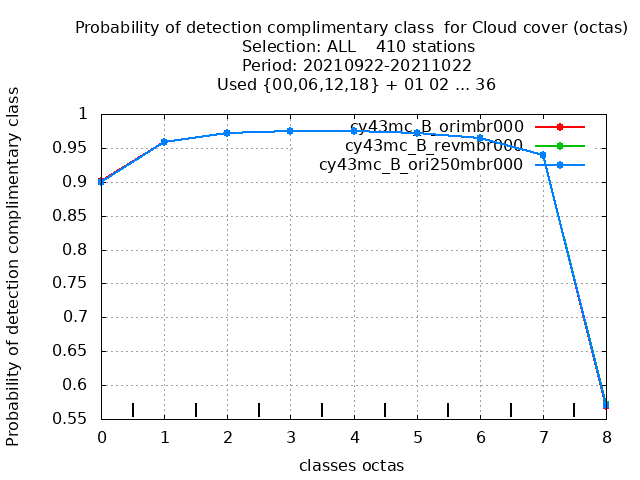 Probability of detection complimentary class  for Cloud cover (octas)
Selection: ALL    410 stations
Period: 20210922-20211022
Used {00,06,12,18} + 01 02 ... 36
Probability of detection complimentary class
1
0.95
0.9
0.85
0.8
0.75
0.7
0.65
0.6
0.55
cy43mc_B_orimbr000
cy43mc_B_revmbr000
cy43mc_B_ori250mbr000
0 1 2 3 4 5 6 7 8
classes octas